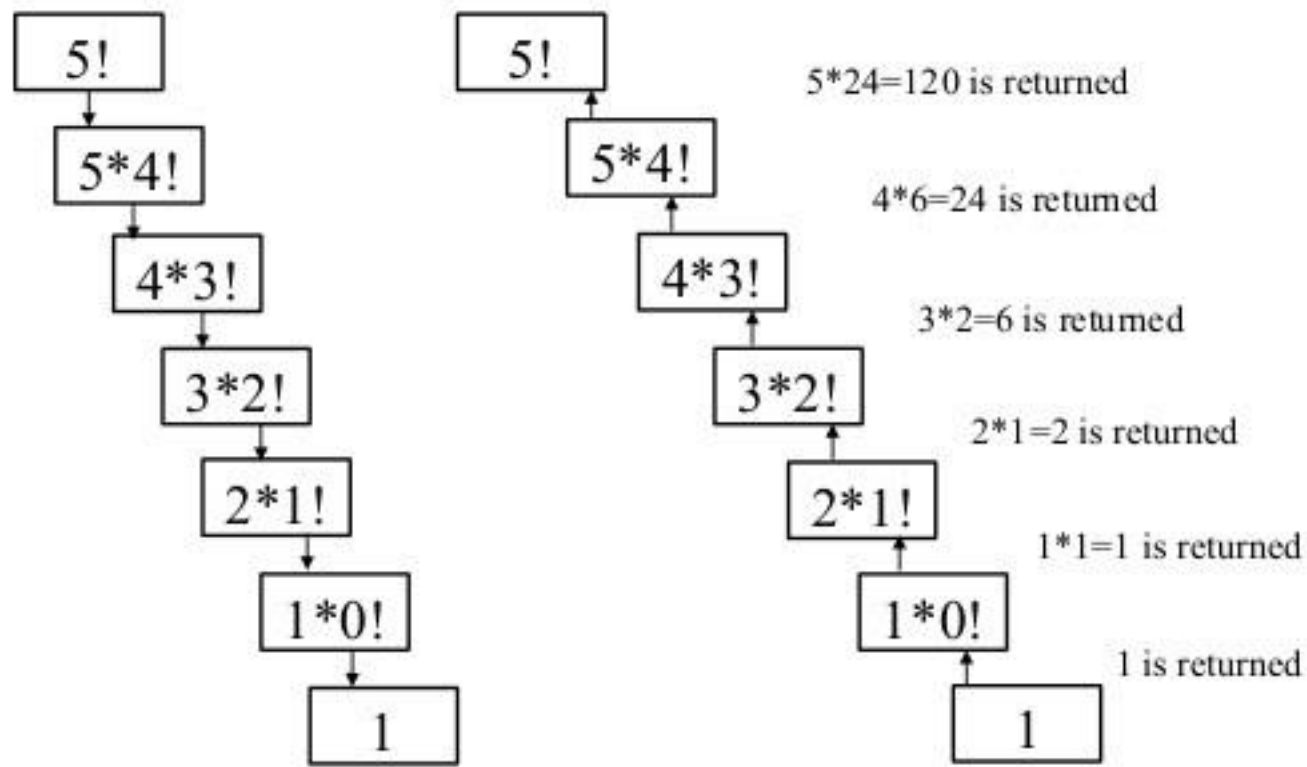 5!
5*4!
4*3!
3*2!
2*1!
1*0!
1
5!
5*24=120 is returned
5*4!
4*6=24 is returned
4*3!
3*2=6 is returned
3*2!
2*1=2 is returned
2*1!
1*1=1 is returned
1*0!
1 is returned
1